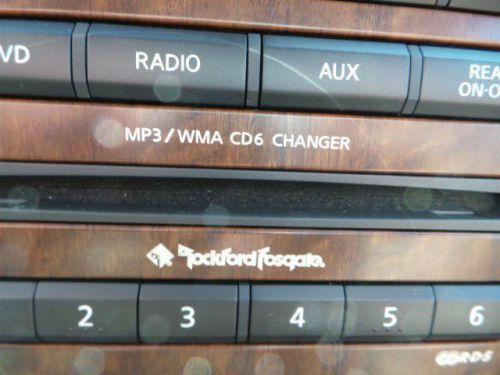 VD RADIO AUX REA
ON-O
MP3/WMA CD6 CHANGER
Rockford Fosgate
2 3 4 5 6